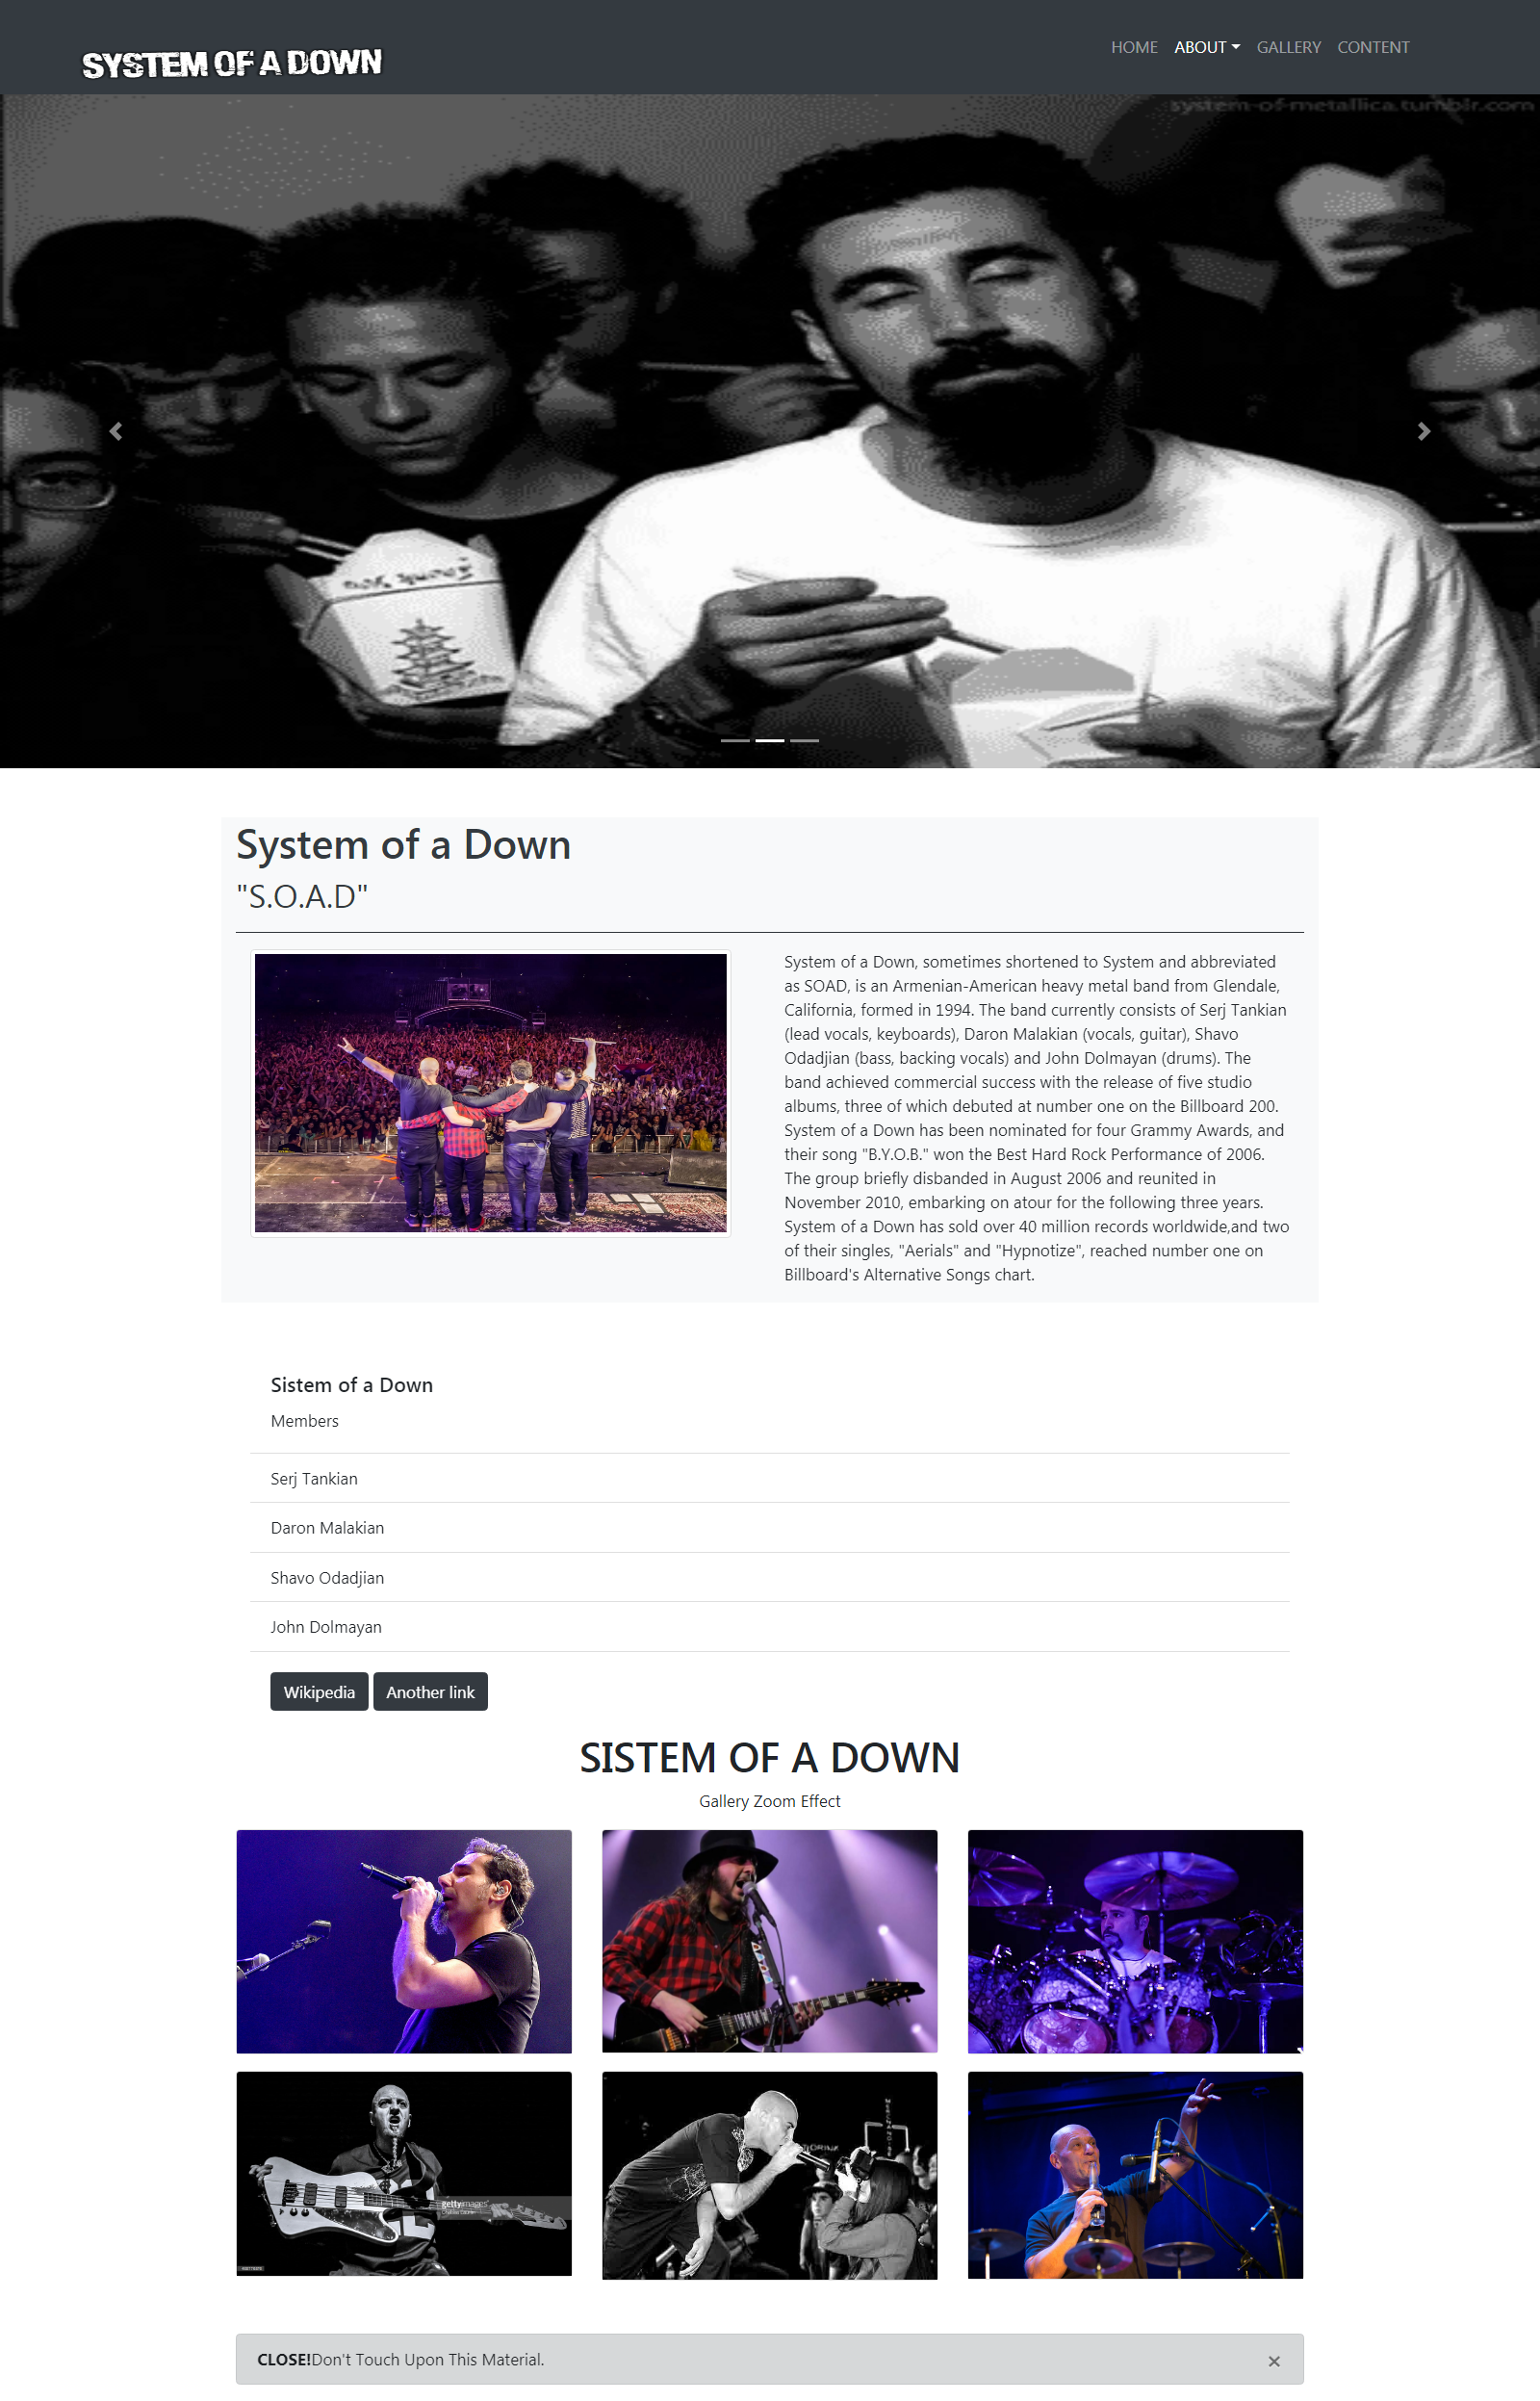 SYSTEM OF A DOWN
HOME ABOUT GALLERY CONTENT
system-of-metallica.tumblr.com
System of a Down
"S.O.A.D"
System of a Down, sometimes shortened to System and abbreviated
as SOAD, is an Armenian-American heavy metal band from Glendale,
California, formed in 1994. The band currently consists of Serj Tankian
(lead vocals, keyboards), Daron Malakian (vocals, guitar), Shavo
Odadjian (bass, backing vocals) and John Dolmayan (drums). The
band achieved commercial success with the release of five studio
albums, three of which debuted at number one on the Billboard 200.
System of a Down has been nominated for four Grammy Awards, and
their song "B.Y.O.B." won the Best Hard Rock Performance of 2006.
The group briefly disbanded in August 2006 and reunited in
November 2010, embarking on atour for the following three years.
System of a Down has sold over 40 million records worldwide,and two
of their singles, "Aerials" and "Hypnotize", reached number one on
Billboard's Alternative Songs chart.
Sistem of a Down
Members
Serj Tankian
Daron Malakian
Shavo Odadjian
John Dolmayan
Wikipedia Another link
SISTEM OF A DOWN
Gallery Zoom Effect
gettyimages
DRINK
CLOSE!Don't Touch Upon This Material. ×